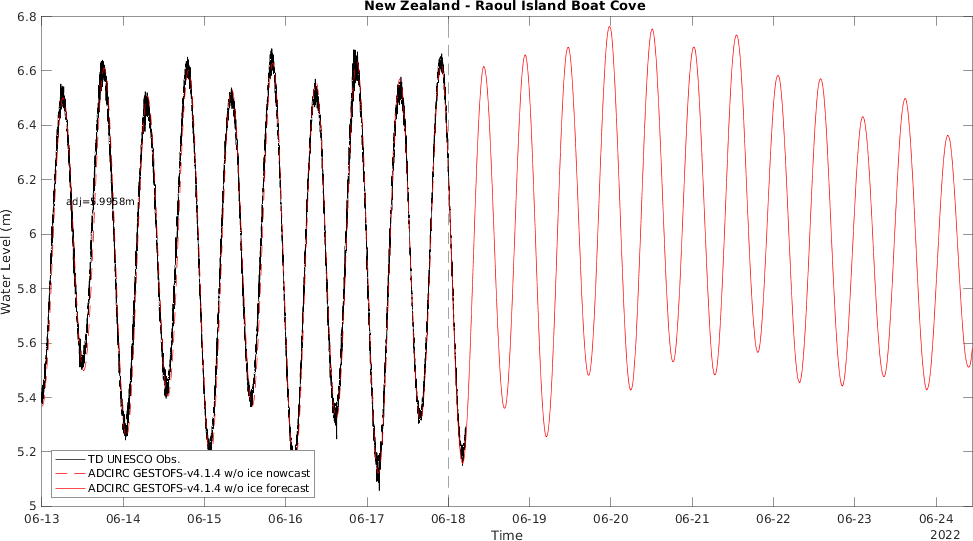 New Zealand - Raoul Island Boat Cove
6.8
6.6
6.4
6.2
6
5.8
5.6
5.4
5.2
5
Water Level (m)
adj=5.9958m
TD UNESCO Obs.
ADCIRC GESTOFS-v4.1.4 w/o ice nowcast
ADCIRC GESTOFS-v4.1.4 w/o ice forecast
06-13 06-14 06-15 06-16 06-17 06-18 06-19 06-20 06-21 06-22 06-23 06-24
2022
Time